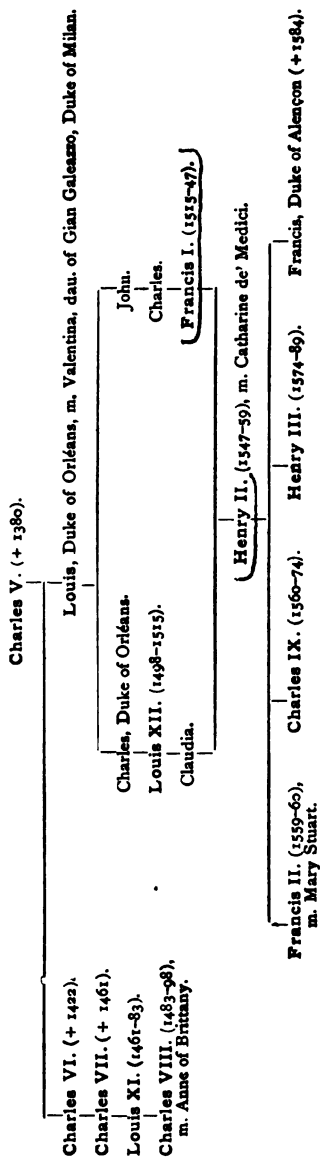 Charles V. (+ 1380).
Louis, Duke of Orléans, m. Valentina, dau. of Gian Galeazzo, Duke of Milan.
Charles VI. (+ 1422).
Charles VII. (+ 1461).
Louis XI. (1461–83).
Charles VIII. (1483–98),
m. Anne of Brittany.
Charles, Duke of Orléans.
Louis XII. (1498–1515).
Claudia.
John.
Charles.
Francis I. (1515–47).
Henry II. (1547–59), m. Catharine de' Medici.
Francis II. (1559–60),
m. Mary Stuart.
Charles IX. (1560–74).
Henry III. (1574–89).
Francis, Duke of Alençon (+ 1584).